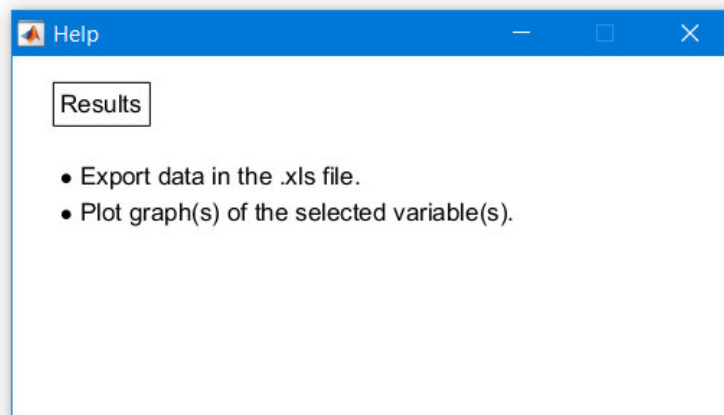 Help
Results
• Export data in the .xls file.
• Plot graph(s) of the selected variable(s).